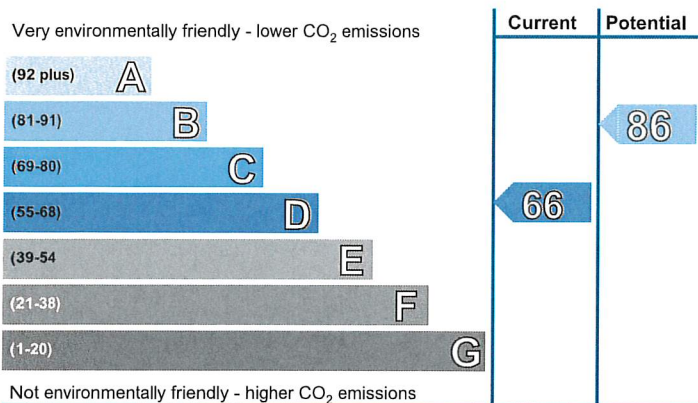 Current Potential
Very environmentally friendly - lower CO₂ emissions
(92 plus) A
(81-91) B
86
(69-80) C
(55-68) D
66
(39-54 E
(21-38) F
(1-20) G
Not environmentally friendly - higher CO₂ emissions